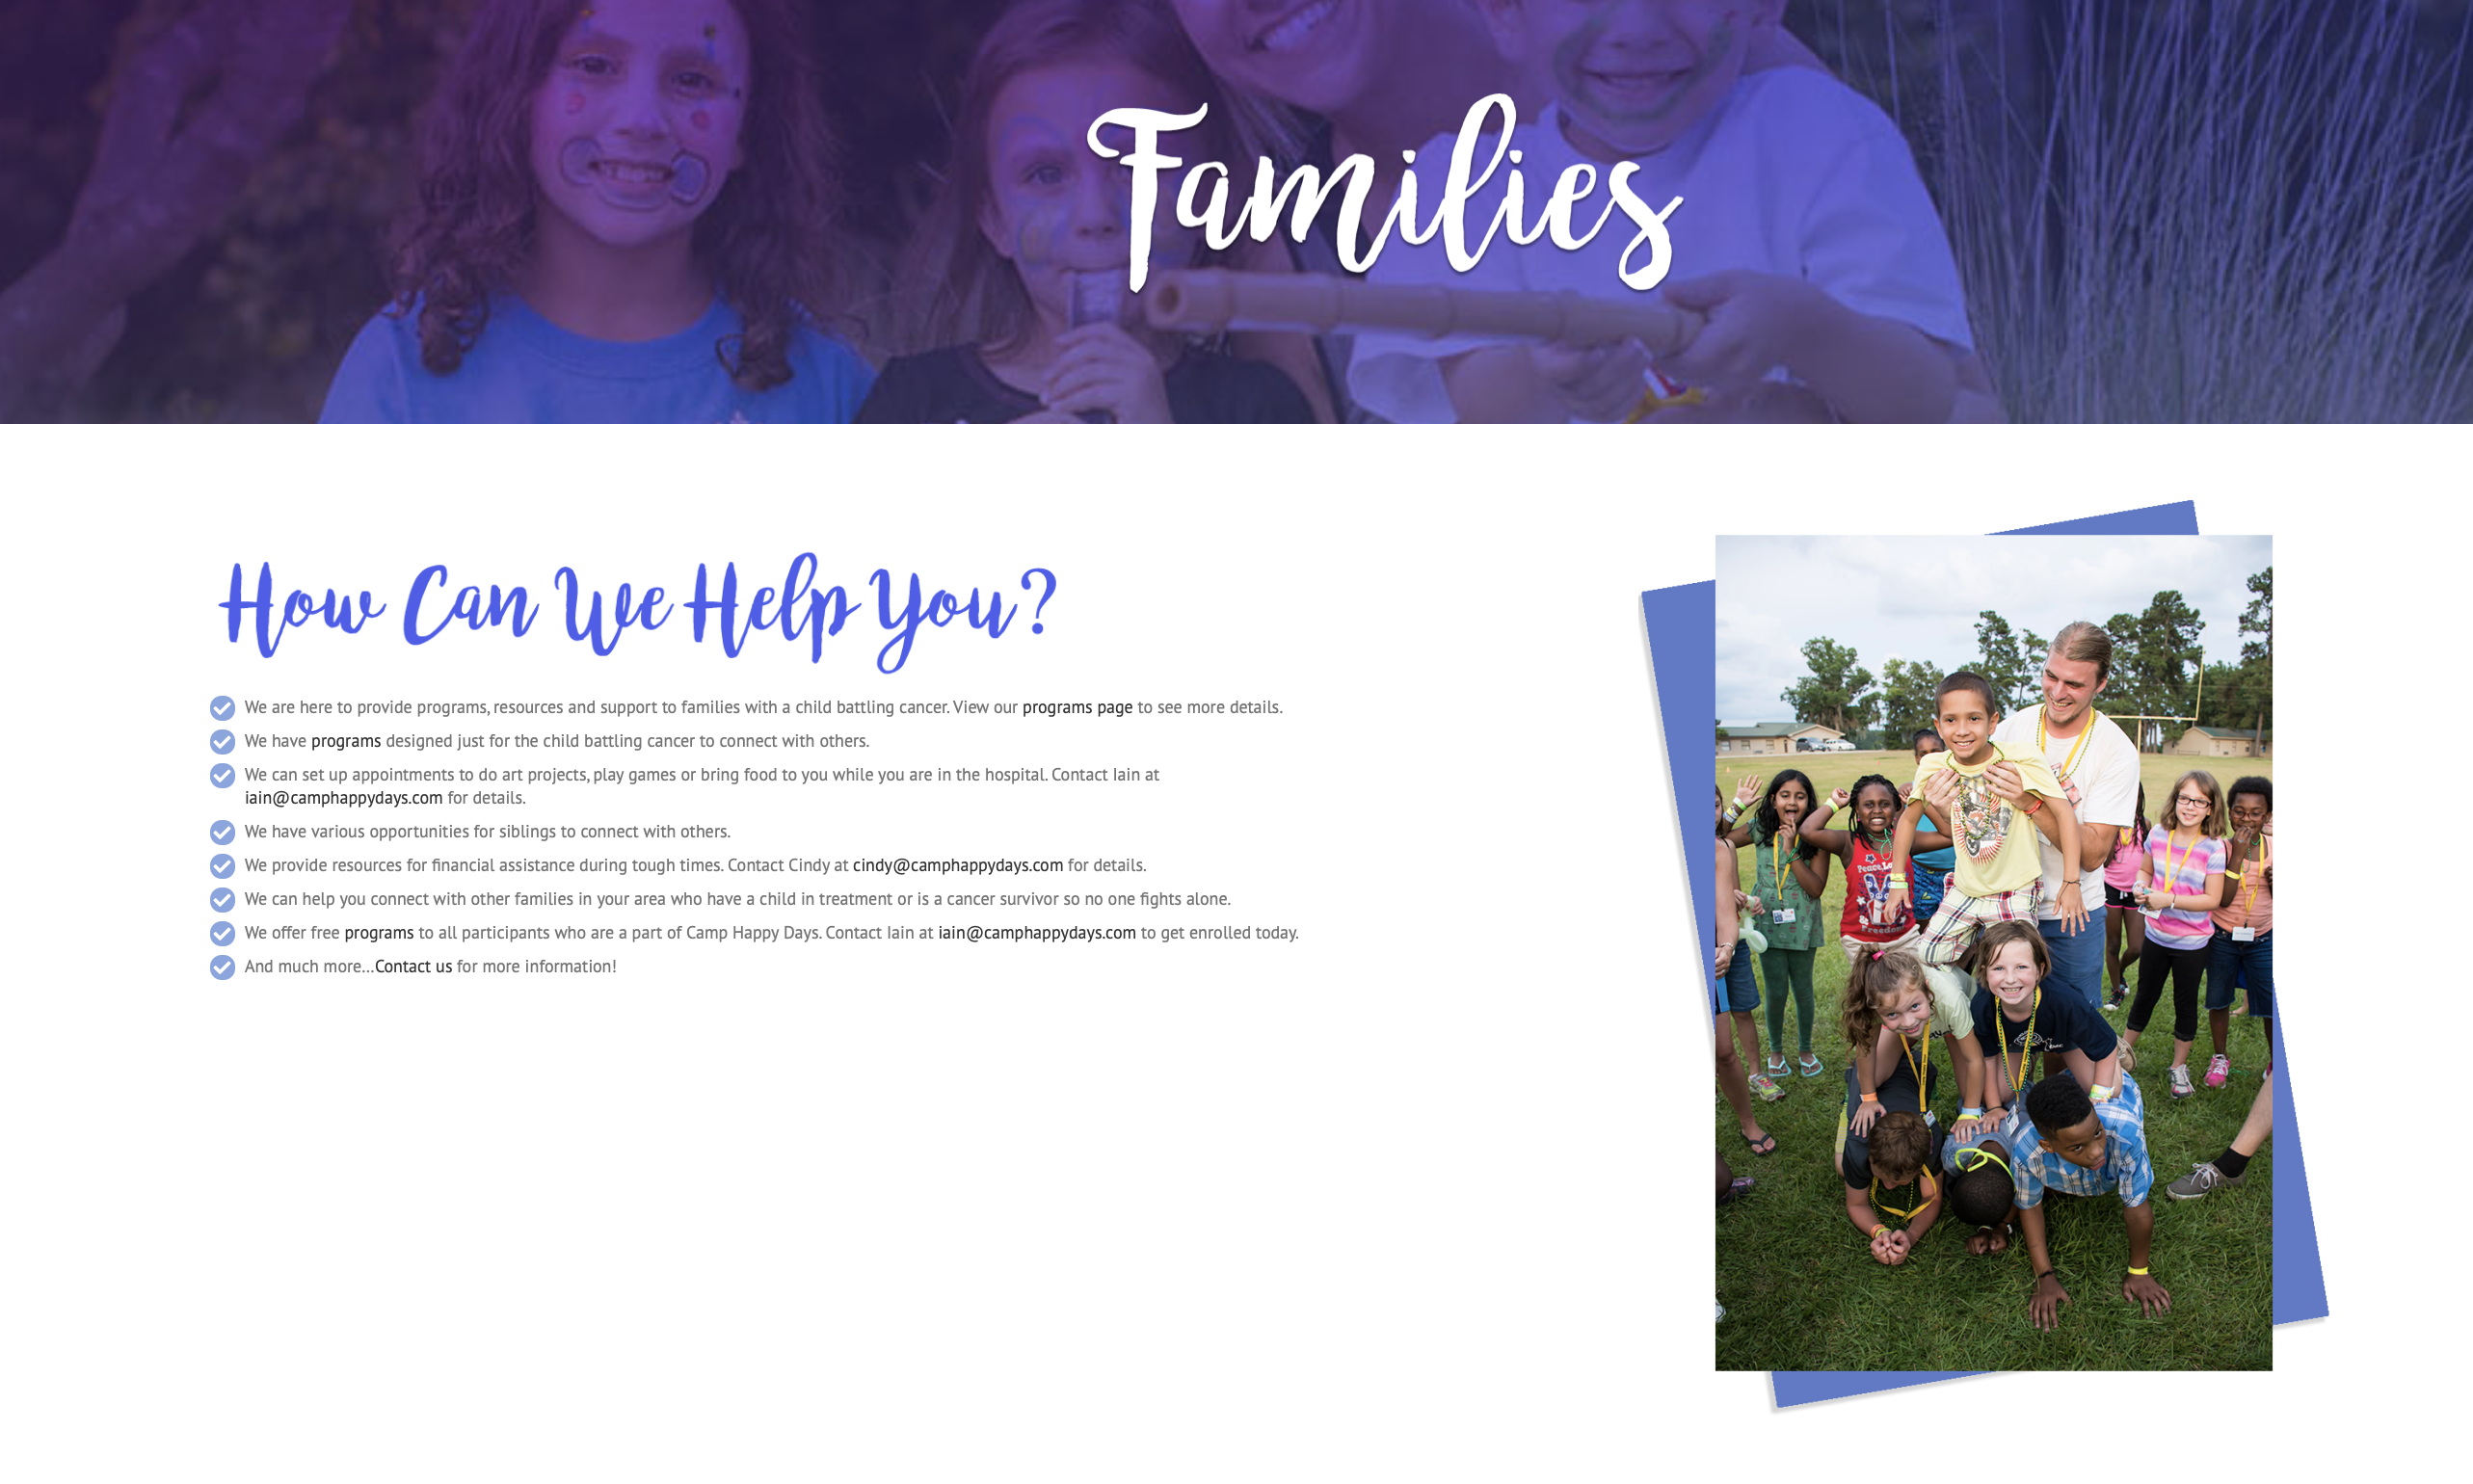 Families
How Can We Help You?
We are here to provide programs, resources and support to families with a child battling cancer. View our programs page to see more details.
We have programs designed just for the child battling cancer to connect with others.
We can set up appointments to do art projects, play games or bring food to you while you are in the hospital. Contact Iain at
iain@camphappydays.com for details.
We have various opportunities for siblings to connect with others.
We provide resources for financial assistance during tough times. Contact Cindy at cindy@camphappydays.com for details.
We can help you connect with other families in your area who have a child in treatment or is a cancer survivor so no one fights alone.
We offer free programs to all participants who are a part of Camp Happy Days. Contact Iain at iain@camphappydays.com to get enrolled today.
And much more...Contact us for more information!
Peace, Lo
Freedom